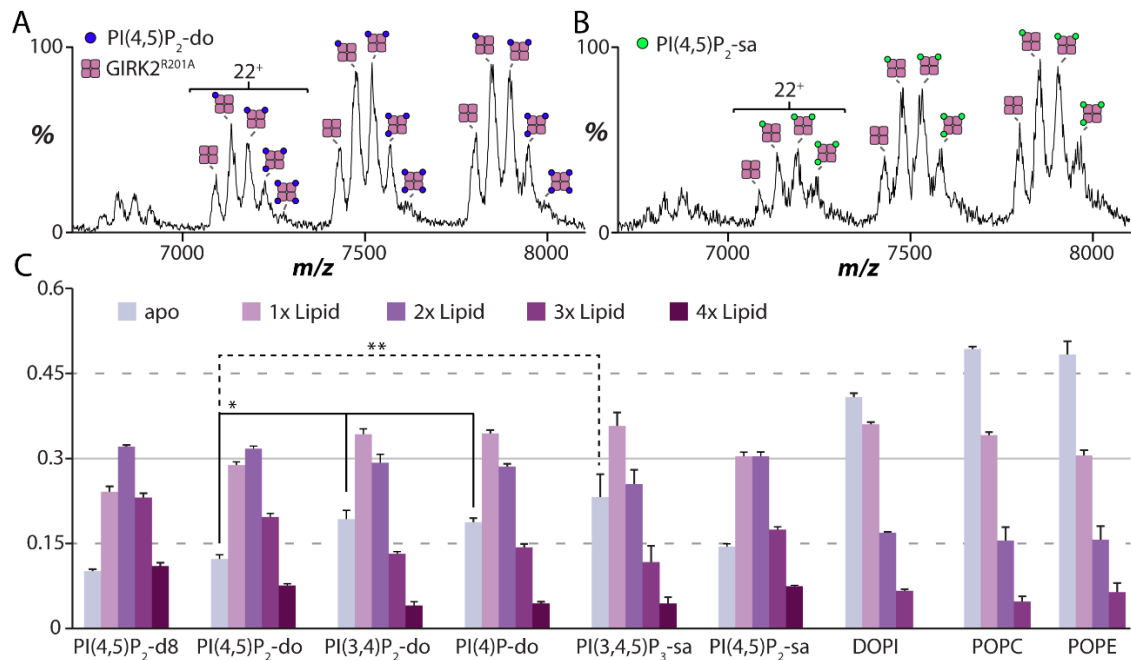 A
PI(4,5)P₂-do
GIRK2ᴿ²⁰¹ᴬ
22⁺
100
%
0
7000 7500 8000
m/z
B
PI(4,5)P₂-sa
22⁺
100
%
0
7000 7500 8000
m/z
C
0.6
0.45
0.3
0.15
0
apo 1x Lipid 2x Lipid 3x Lipid 4x Lipid
**
*
PI(4,5)P₂-d8 PI(4,5)P₂-do PI(3,4)P₂-do PI(4)P-do PI(3,4,5)P₃-sa PI(4,5)P₂-sa DOPI POPC POPE